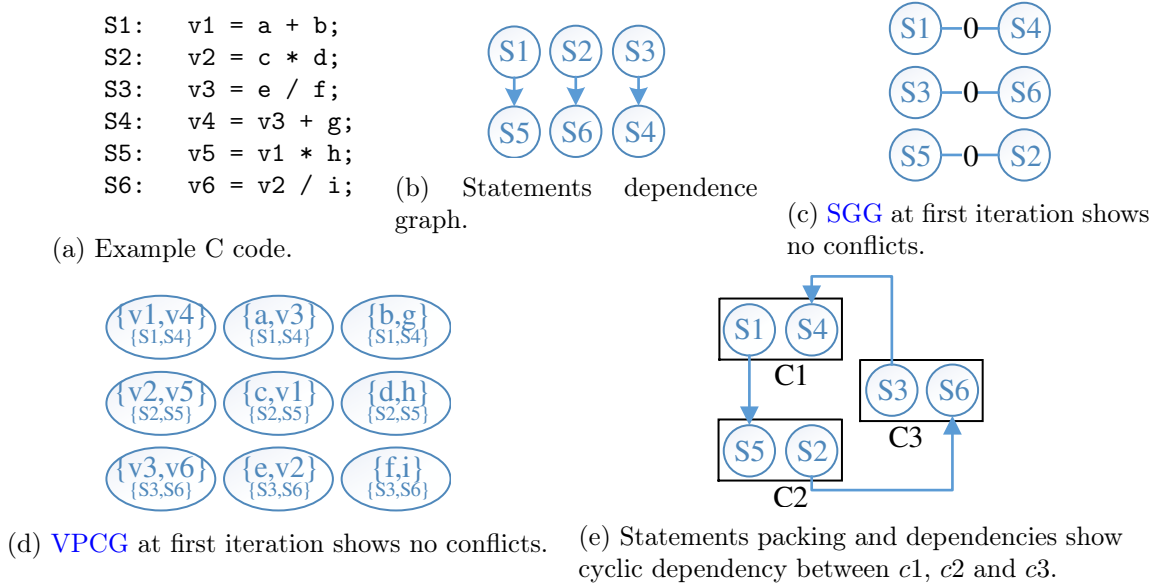 S1: v1 = a + b;
S2: v2 = c * d;
S3: v3 = e / f;
S4: v4 = v3 + g;
S5: v5 = v1 * h;
S6: v6 = v2 / i;
(a) Example C code.
S1 S2 S3
S5 S6 S4
(b) Statements dependence
graph.
S1 0 S4
S3 0 S6
S5 0 S2
(c) SGG at first iteration shows
no conflicts.
{v1,v4} {a,v3} {b,g}
{S1,S4} {S1,S4} {S1,S4}
{v2,v5} {c,v1} {d,h}
{S2,S5} {S2,S5} {S2,S5}
{v3,v6} {e,v2} {f,i}
{S3,S6} {S3,S6} {S3,S6}
(d) VPCG at first iteration shows no conflicts.
S1 S4
C1
S3 S6
C3
S5 S2
C2
(e) Statements packing and dependencies show
cyclic dependency between c1, c2 and c3.